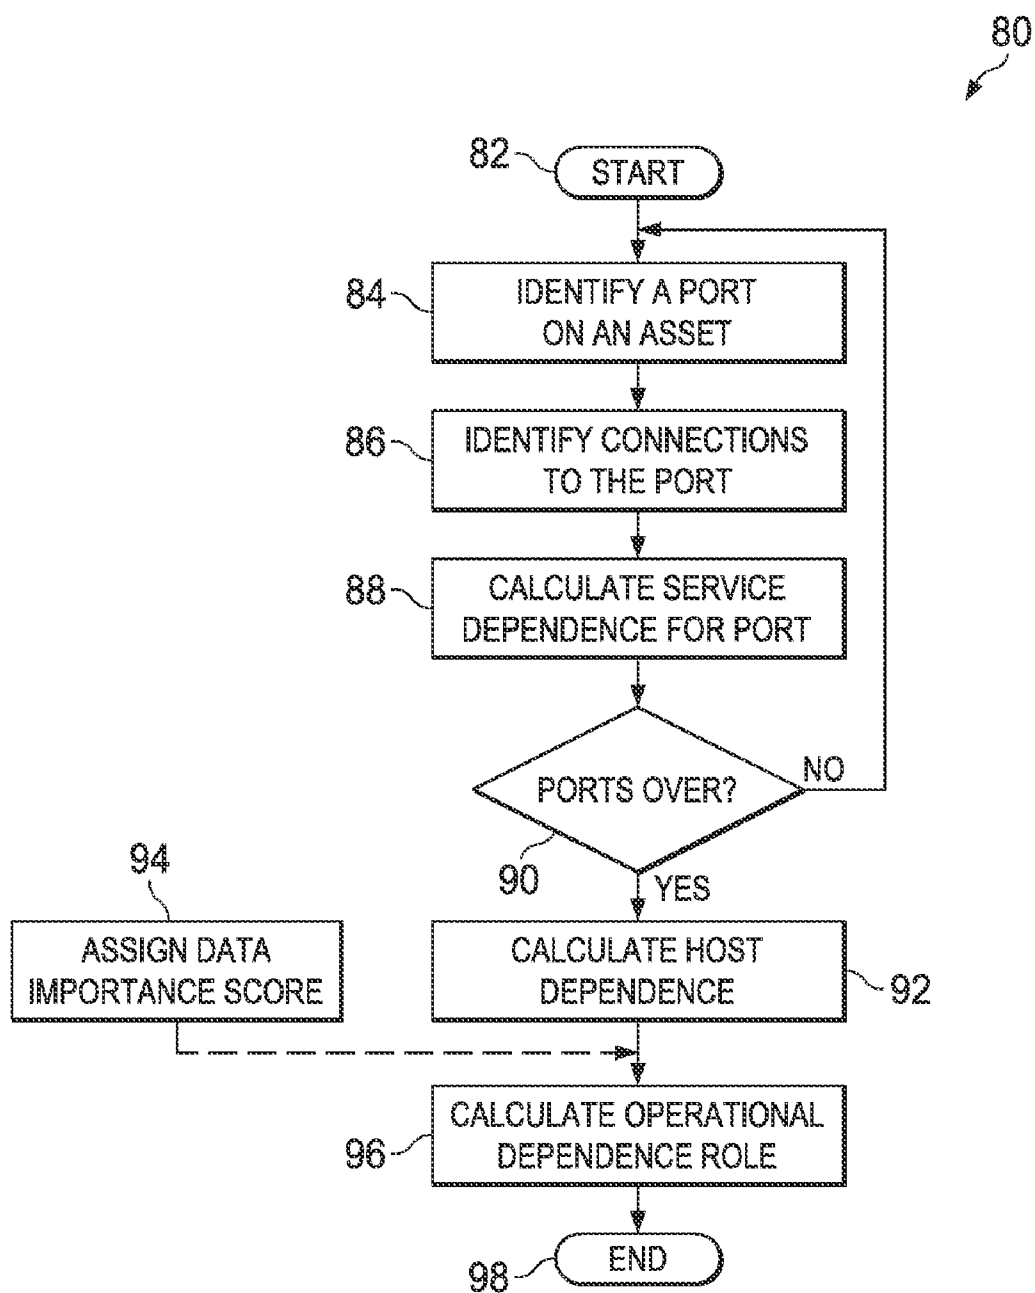 80
82
START
84
IDENTIFY A PORT
ON AN ASSET
86
IDENTIFY CONNECTIONS
TO THE PORT
88
CALCULATE SERVICE
DEPENDENCE FOR PORT
PORTS OVER?
NO
90
YES
94
ASSIGN DATA
IMPORTANCE SCORE
CALCULATE HOST
DEPENDENCE
92
CALCULATE OPERATIONAL
DEPENDENCE ROLE
96
END
98